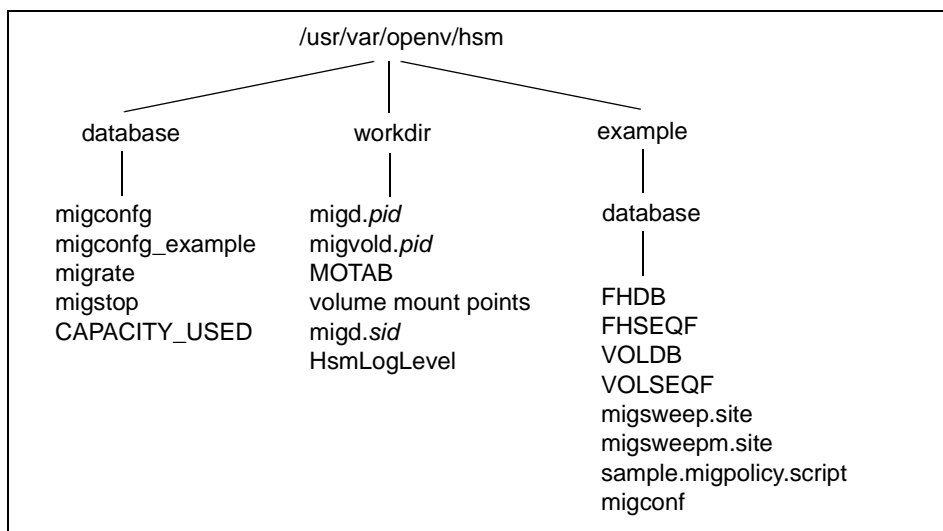 /usr/var/openv/hsm
database
workdir
example
migconfg
migconfg_example
migrate
migstop
CAPACITY_USED
migd.pid
migvold.pid
MOTAB
volume mount points
migd.sid
HsmLogLevel
database
FHDB
FHSEQF
VOLDB
VOLSEQF
migsweep.site
migsweepm.site
sample.migpolicy.script
migconf